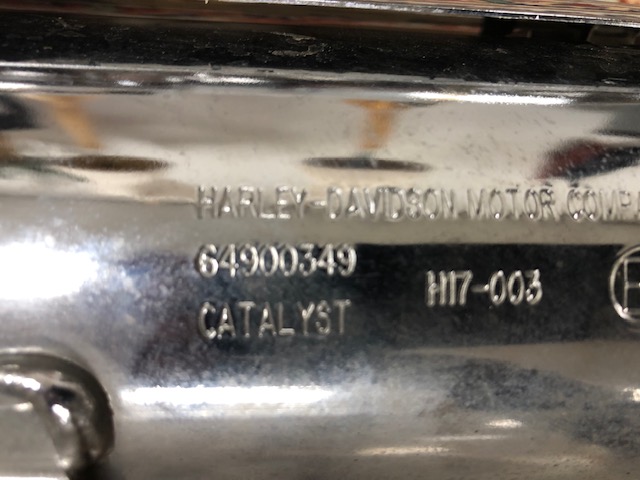 HARLEY-DAVIDSON MOTOR COMPA
64900349 H17-003
CATALYST